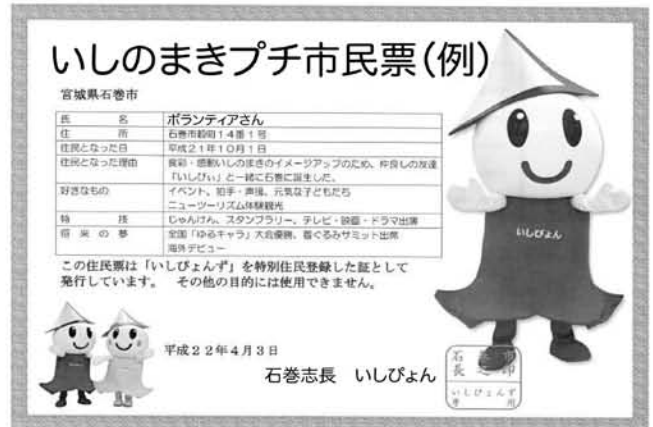 いしのまきプチ市民票(例)
宮城県石巻市
氏 名 ボランティアさん
住 所 石巻市穀町14番1号
住民となった日 平成21年10月1日
住民となった理由 食彩・感動いしのまきのイメージアップのため、仲良しの友達
「いしぴぃ」と一緒に石巻に誕生した。
好きなもの イベント、拍手・声援、元気な子どもたち
ニューツーリズム体験観光
特 技 じゃんけん、スタンプラリー、テレビ・映画・ドラマ出演
将来の夢 全国「ゆるキャラ」大会優勝、着ぐるみサミット出席
海外デビュー
この住民票は「いしぴょんず」を特別住民登録した証として
発行しています。 その他の目的には使用できません。
いしぴょん
平成22年4月3日
石巻志長 いしぴょん
いしぴょんず